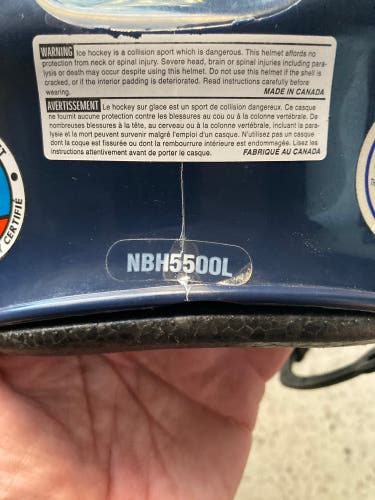 WARNING Ice hockey is a collision sport which is dangerous. This helmet affords no
protection from neck or spinal injury. Severe head, brain or spinal injuries including para-
lysis or death may occur despite using this helmet. Do not use this helmet if the shell is
cracked, or if the interior padding is deteriorated. Read instructions carefully before
wearing. MADE IN CANADA
AVERTISSEMENT Le hockey sur glace est un sport de collision dangereux. Ce casque
ne fournit aucune protection contre les blessures au cou ou à la colonne vertébrale. De
nombreuses blessures à la tête, au cerveau ou à la colonne vertébrale, incluant la para-
lysie et la mort peuvent survenir malgré l'emploi d'un casque. N'utilisez pas un casque
dont la coque est fissurée ou dont la rembourrure intérieure est endommagée. Lisez les
instructions attentivement avant de porter le casque. FABRIQUÉ AU CANADA
CERTIFIÉ
NBH5500L